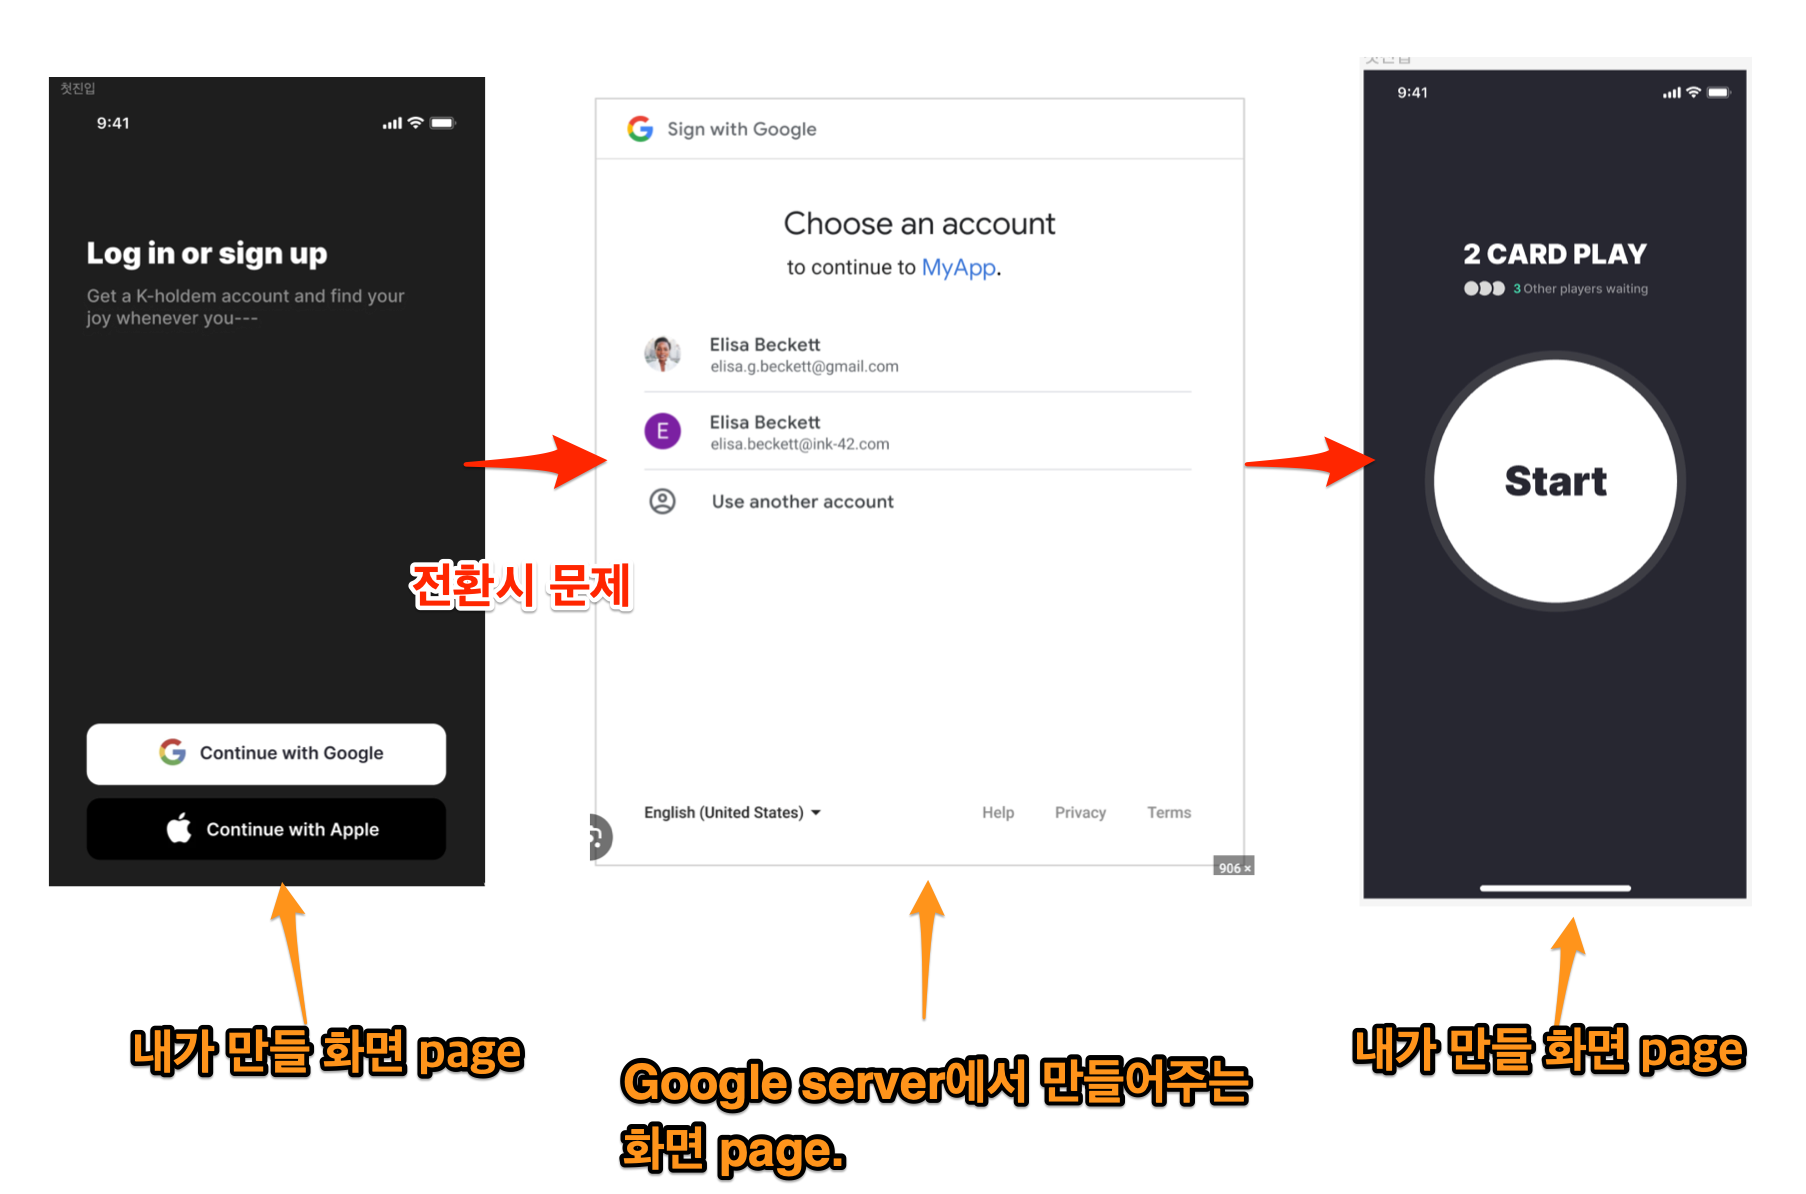 첫진입
9:41
Log in or sign up
Get a K-holdem account and find your
joy whenever you---
Continue with Google
Continue with Apple
내가 만들 화면 page
전환시 문제
Sign with Google
Choose an account
to continue to MyApp.
Elisa Beckett
elisa.g.beckett@gmail.com
E
Elisa Beckett
elisa.beckett@ink-42.com
Use another account
English (United States)
Help Privacy Terms
906 ×
Google server에서 만들어주는
화면 page.
9:41
2 CARD PLAY
3 Other players waiting
Start
내가 만들 화면 page